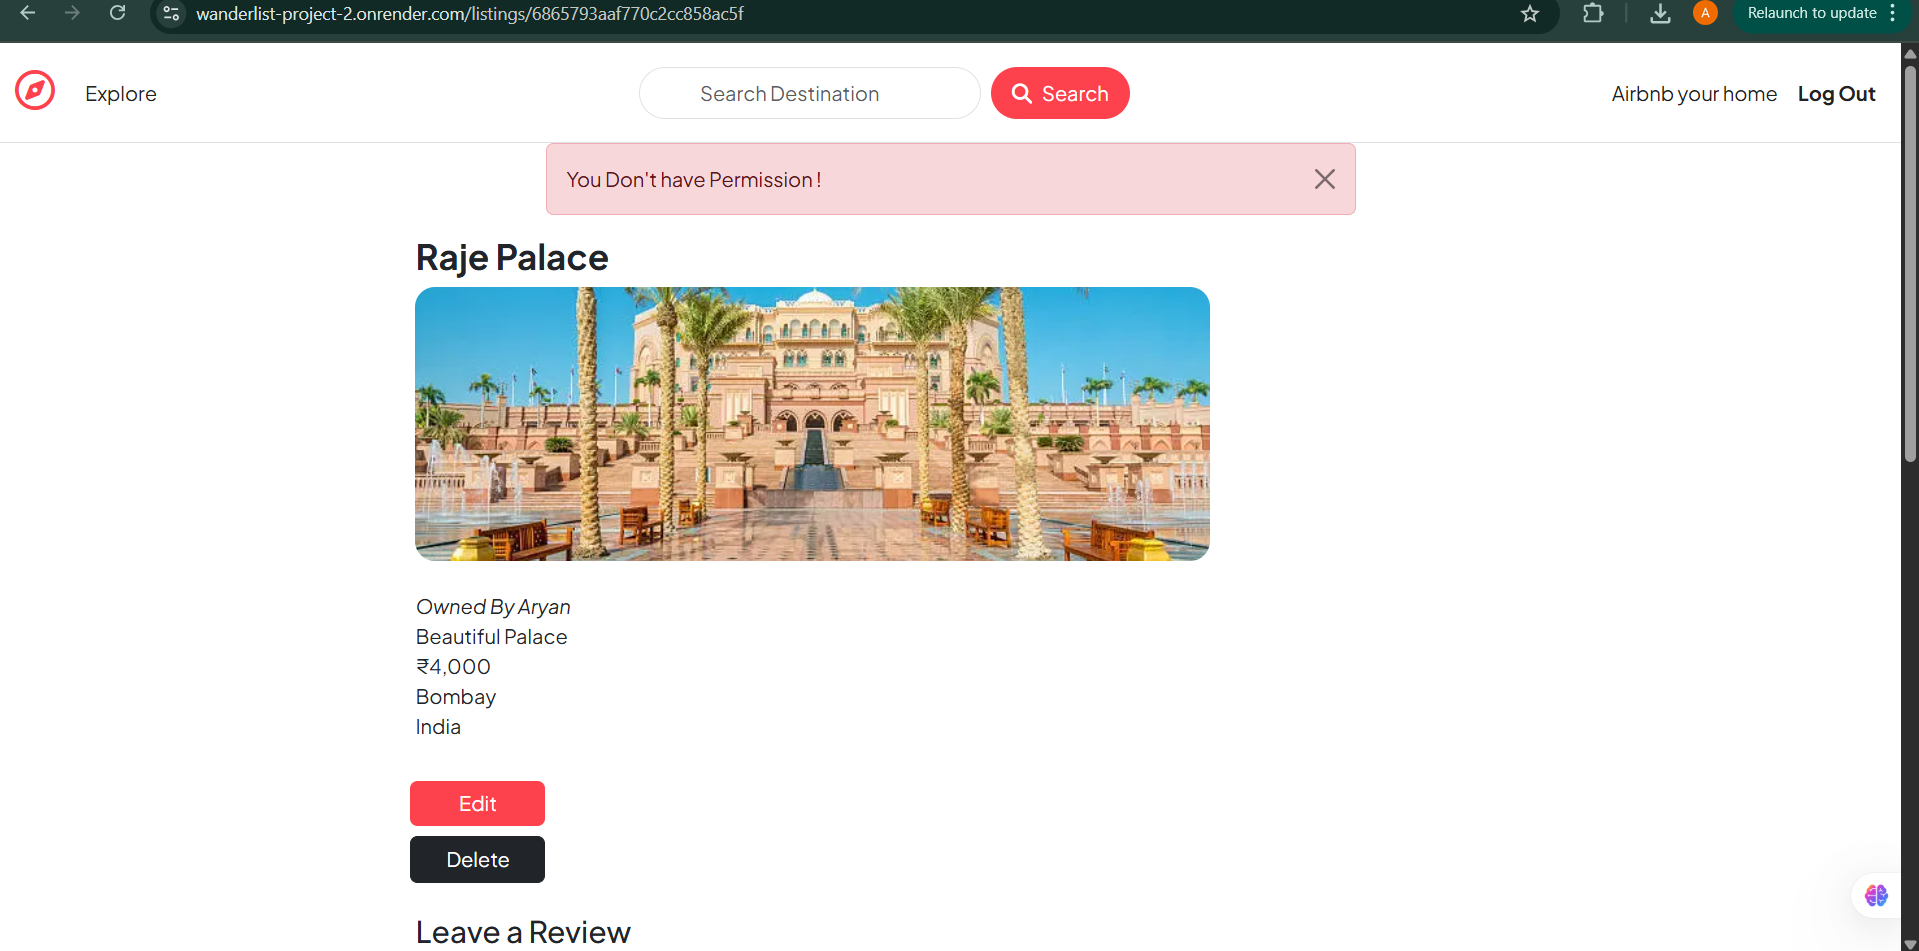 wanderlist-project-2.onrender.com/listings/6865793aaf770c2cc858ac5f
A
Relaunch to update
Explore
Search Destination
Search
Airbnb your home
Log Out
You Don't have Permission !
Raje Palace
Owned By Aryan
Beautiful Palace
₹4,000
Bombay
India
Edit
Delete
Leave a Review